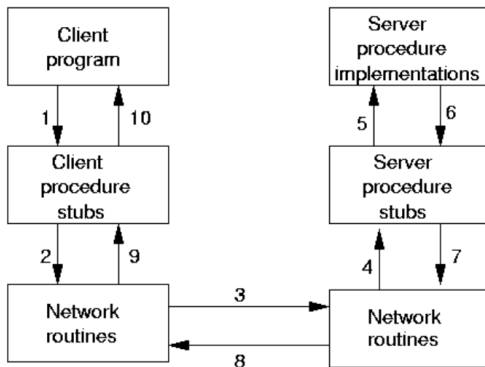 Client
program
Server
procedure
implementations
1
10
5
6
Client
procedure
stubs
Server
procedure
stubs
2
9
4
7
Network
routines
3
8
Network
routines